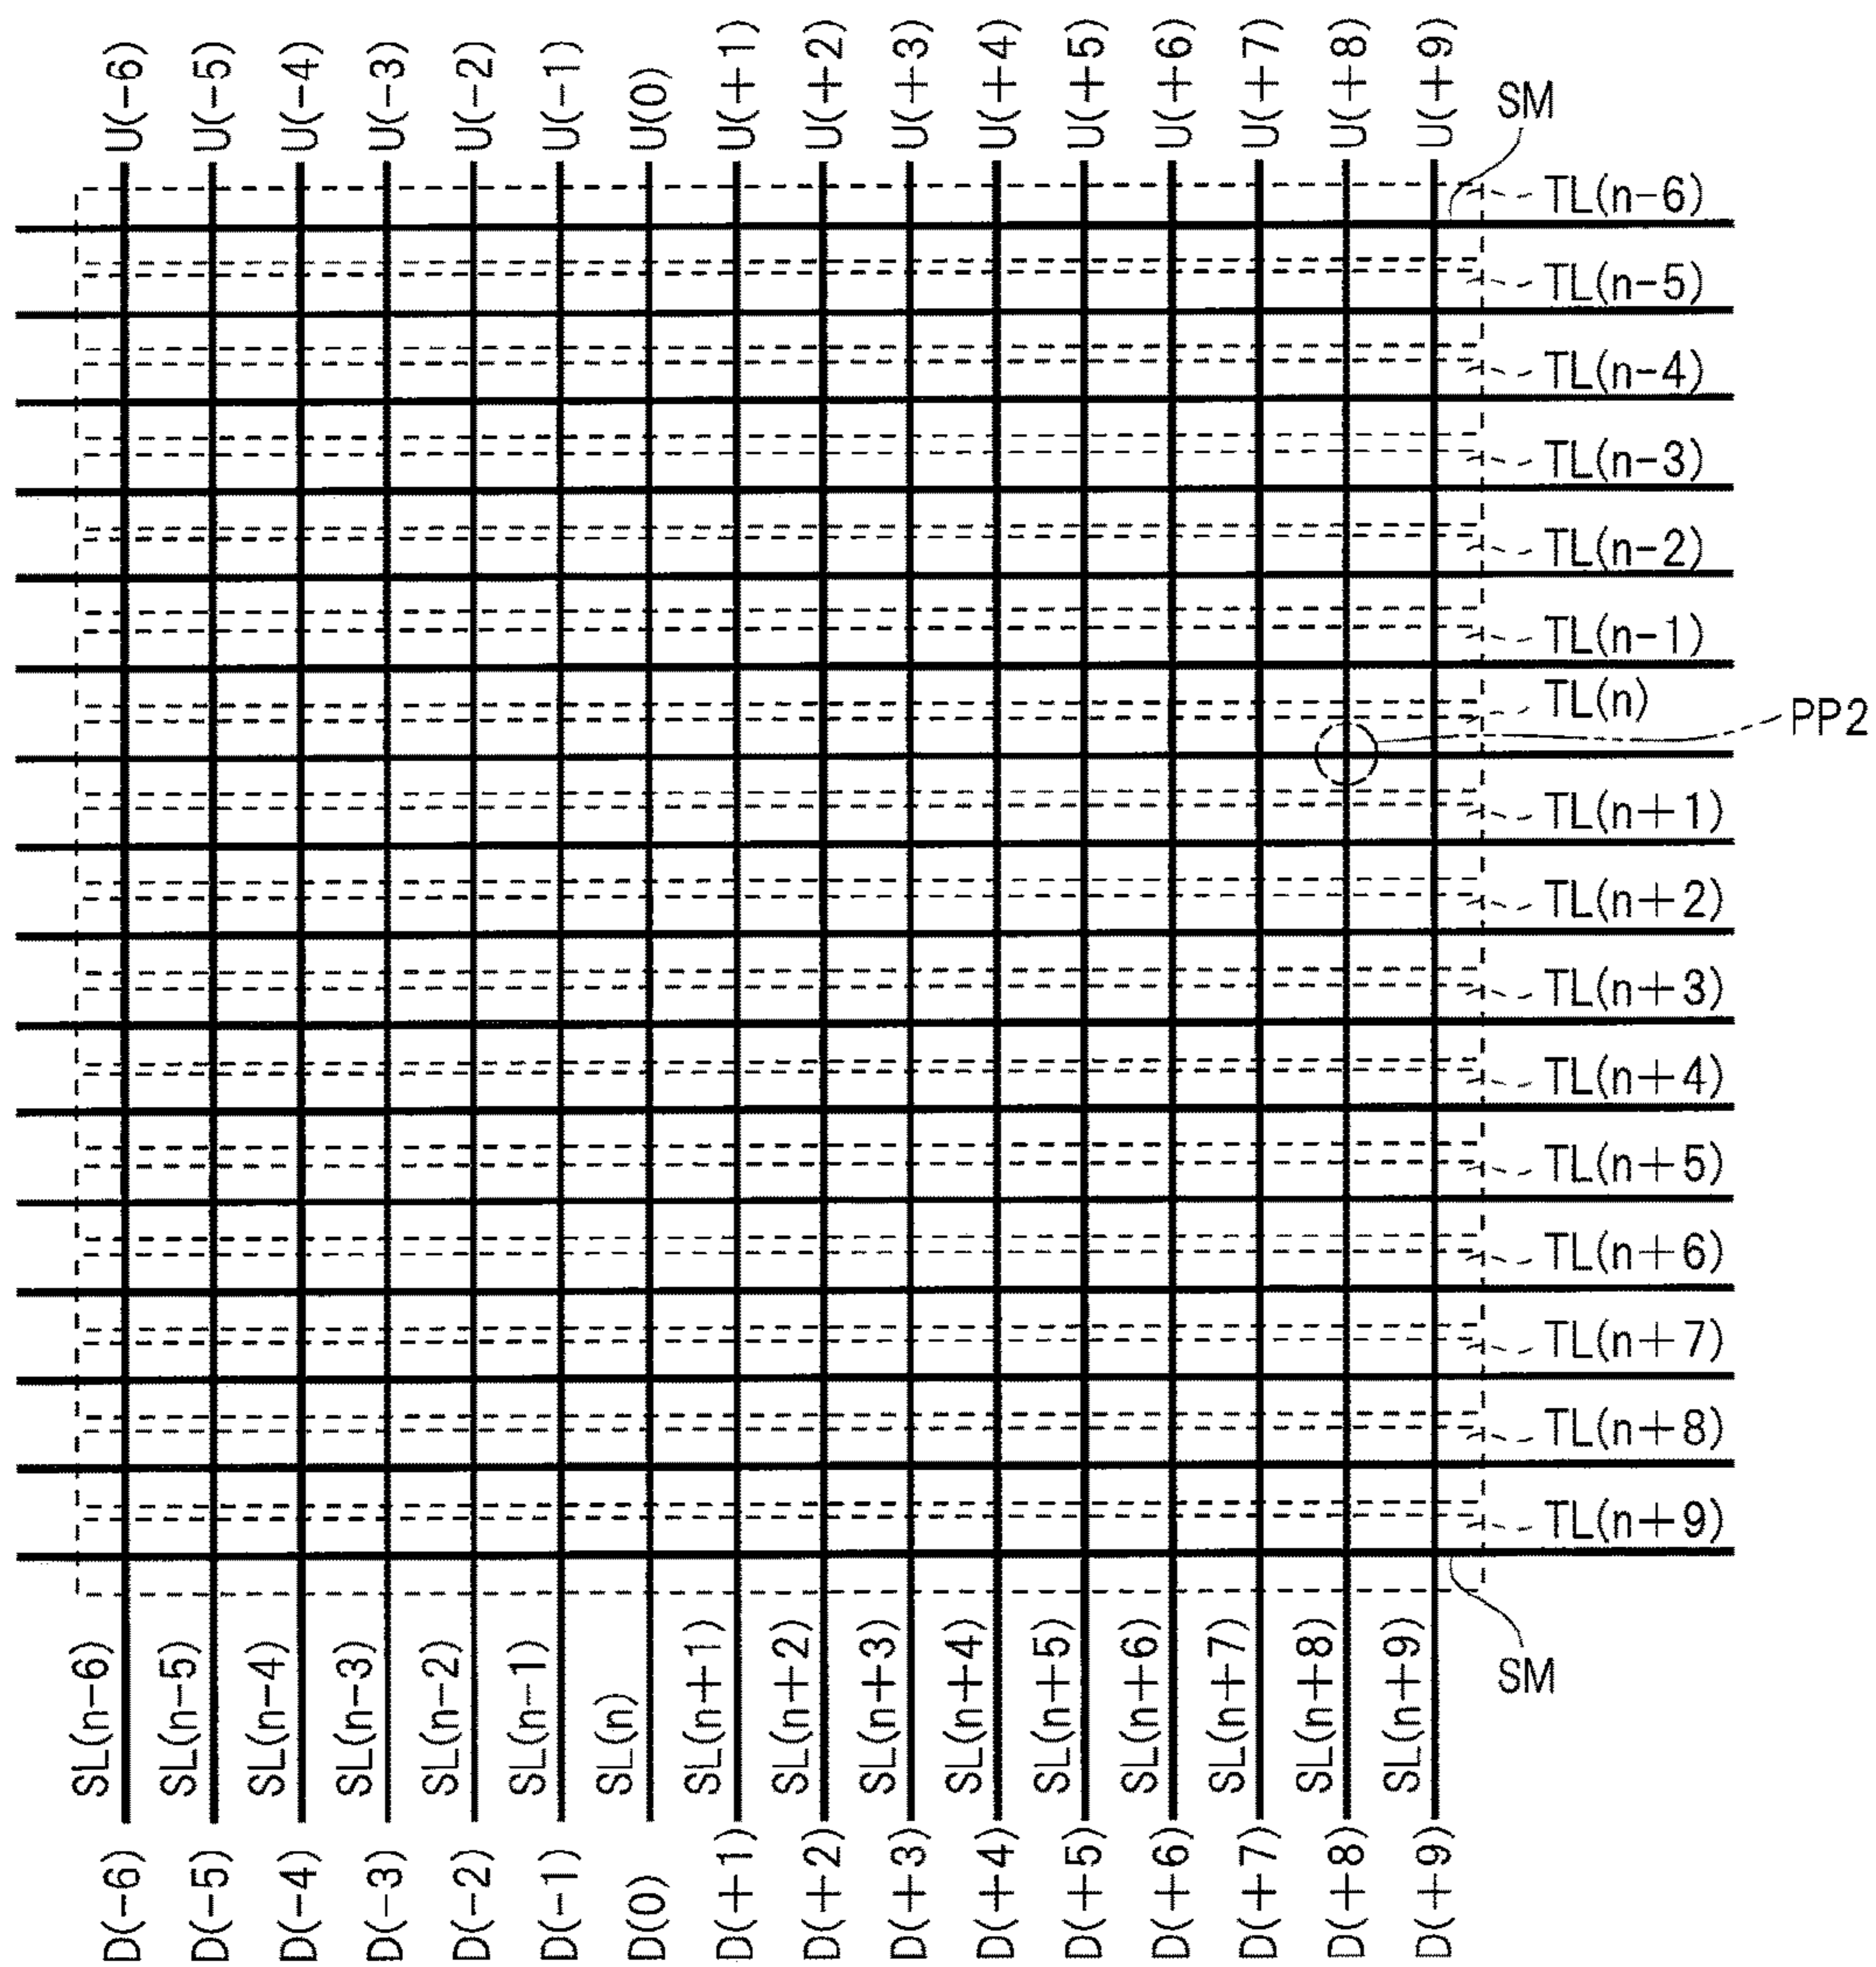 U(-6)
U(-5)
U(-4)
U(-3)
U(-2)
U(-1)
U(0)
U(+1)
U(+2)
U(+3)
U(+4)
U(+5)
U(+6)
U(+7)
U(+8)
U(+9)
SM
TL(n-6)
TL(n-5)
TL(n-4)
TL(n-3)
TL(n-2)
TL(n-1)
TL(n)
PP2
TL(n+1)
TL(n+2)
TL(n+3)
TL(n+4)
TL(n+5)
TL(n+6)
TL(n+7)
TL(n+8)
TL(n+9)
SM
SL(n-6)
SL(n-5)
SL(n-4)
SL(n-3)
SL(n-2)
SL(n-1)
SL(n)
SL(n+1)
SL(n+2)
SL(n+3)
SL(n+4)
SL(n+5)
SL(n+6)
SL(n+7)
SL(n+8)
SL(n+9)
D(-6)
D(-5)
D(-4)
D(-3)
D(-2)
D(-1)
D(0)
D(+1)
D(+2)
D(+3)
D(+4)
D(+5)
D(+6)
D(+7)
D(+8)
D(+9)